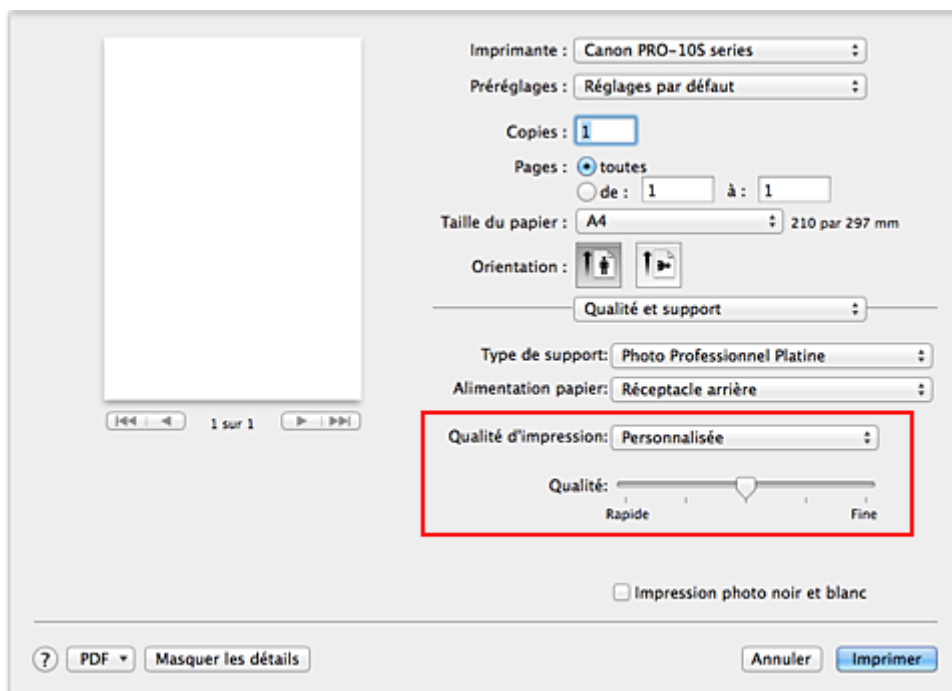 Imprimante : Canon PRO-10S series
Préréglages : Réglages par défaut
Copies : 1
Pages : toutes
de : 1 à : 1
Taille du papier : A4 210 par 297 mm
Orientation :
Qualité et support
Type de support: Photo Professionnel Platine
Alimentation papier: Réceptacle arrière
1 sur 1
Qualité d'impression: Personnalisée
Qualité:
Rapide Fine
Impression photo noir et blanc
? PDF Masquer les détails Annuler Imprimer